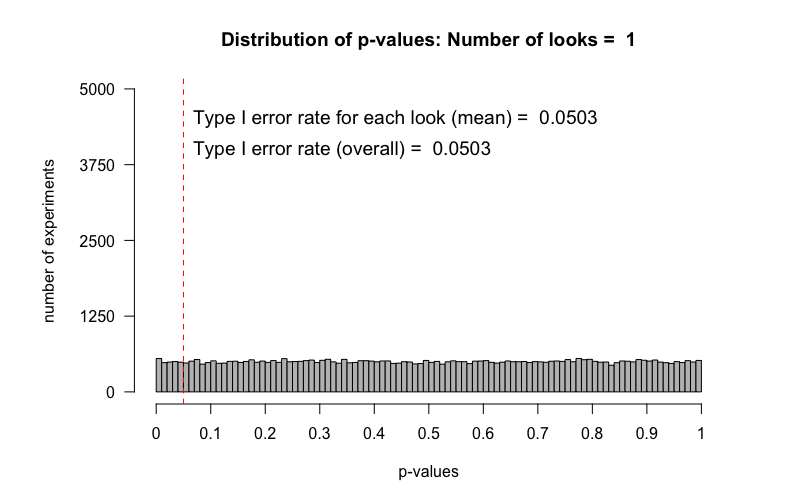 Distribution of p-values: Number of looks =  1
5000
Type I error rate for each look (mean) =  0.0503
Type I error rate (overall) =  0.0503
3750
number of experiments
2500
1250
0
0 0.1 0.2 0.3 0.4 0.5 0.6 0.7 0.8 0.9 1
p-values